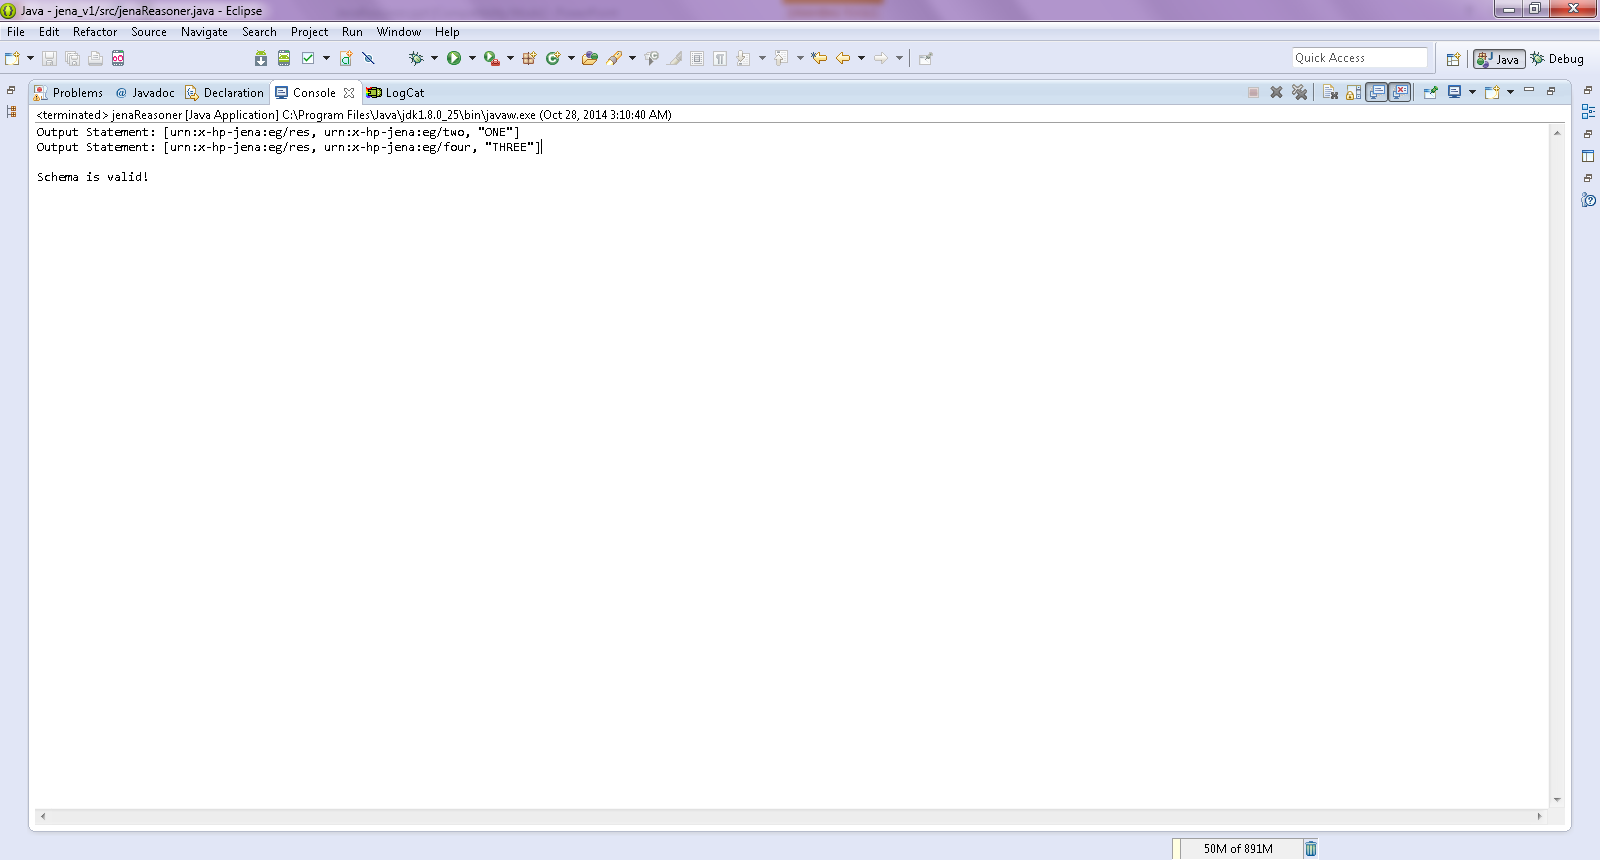 Java - jena_v1/src/jenaReasoner.java - Eclipse
File Edit Refactor Source Navigate Search Project Run Window Help
Quick Access Java Debug
Problems @ Javadoc Declaration Console LogCat
<terminated> jenaReasoner [Java Application] C:\Program Files\Java\jdk1.8.0_25\bin\javaw.exe (Oct 28, 2014 3:10:40 AM)
Output Statement: [urn:x-hp-jena:eg/res, urn:x-hp-jena:eg/two, "ONE"]
Output Statement: [urn:x-hp-jena:eg/res, urn:x-hp-jena:eg/four, "THREE"]
Schema is valid!
50M of 891M